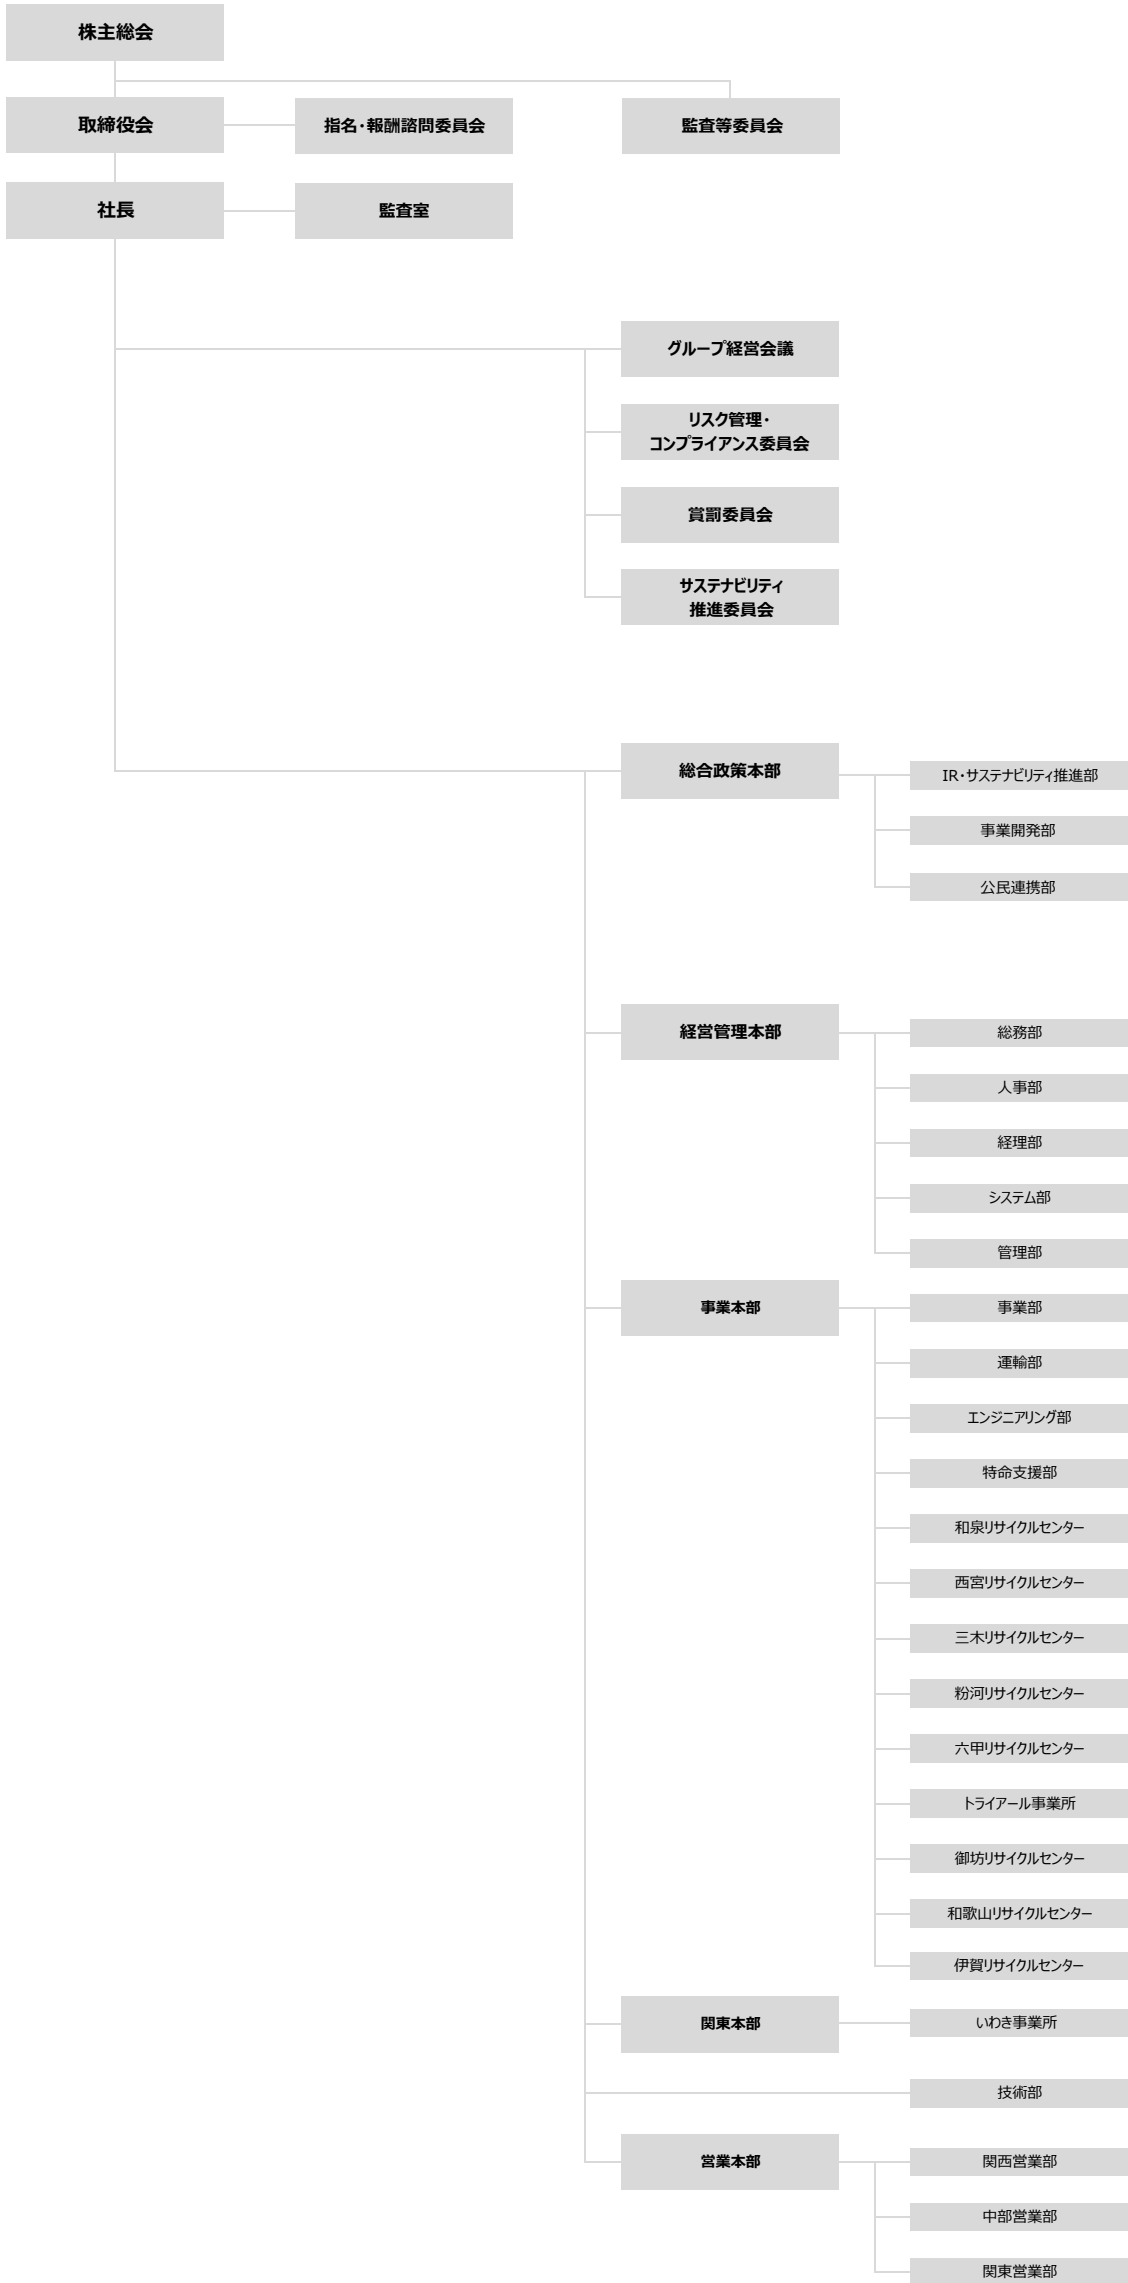 株主総会
取締役会
指名・報酬諮問委員会
監査等委員会
社長
監査室
グループ経営会議
リスク管理・
コンプライアンス委員会
賞罰委員会
サステナビリティ
推進委員会
総合政策本部
IR・サステナビリティ推進部
事業開発部
公民連携部
経営管理本部
総務部
人事部
経理部
システム部
管理部
事業本部
事業部
運輸部
エンジニアリング部
特命支援部
和泉リサイクルセンター
西宮リサイクルセンター
三木リサイクルセンター
粉河リサイクルセンター
六甲リサイクルセンター
トライアール事業所
御坊リサイクルセンター
和歌山リサイクルセンター
伊賀リサイクルセンター
関東本部
いわき事業所
技術部
営業本部
関西営業部
中部営業部
関東営業部